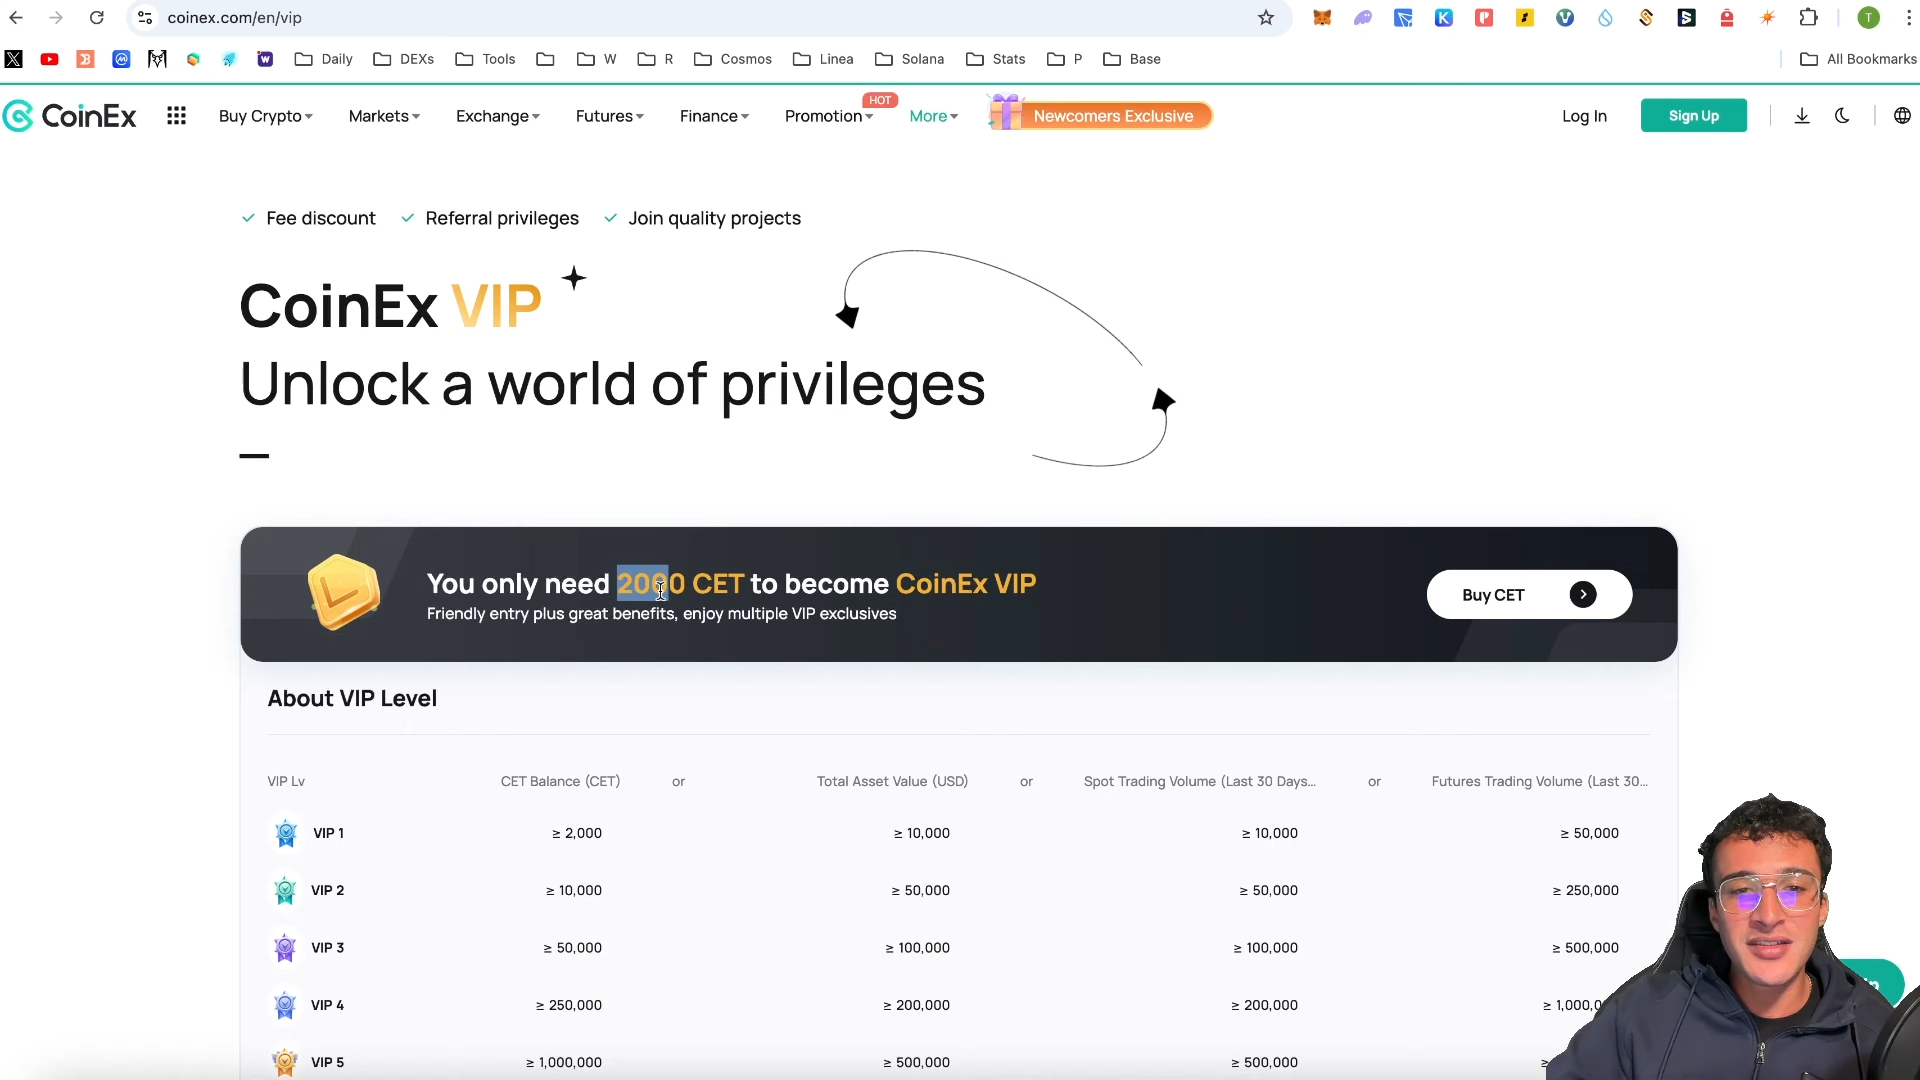 coinex.com/en/vip
Daily DEXs Tools W R Cosmos Linea Solana Stats P Base All Bookmarks
CoinEx Buy Crypto Markets Exchange Futures Finance Promotion HOT More Newcomers Exclusive Log In Sign Up
Fee discount Referral privileges Join quality projects
CoinEx VIP
Unlock a world of privileges
You only need 2000 CET to become CoinEx VIP
Friendly entry plus great benefits, enjoy multiple VIP exclusives
Buy CET
About VIP Level
VIP Lv CET Balance (CET) or Total Asset Value (USD) or Spot Trading Volume (Last 30 Days... or Futures Trading Volume (Last 30...
VIP 1 ≥ 2,000 ≥ 10,000 ≥ 10,000 ≥ 50,000
VIP 2 ≥ 10,000 ≥ 50,000 ≥ 50,000 ≥ 250,000
VIP 3 ≥ 50,000 ≥ 100,000 ≥ 100,000 ≥ 500,000
VIP 4 ≥ 250,000 ≥ 200,000 ≥ 200,000 ≥ 1,000,0
VIP 5 ≥ 1,000,000 ≥ 500,000 ≥ 500,000 ≥